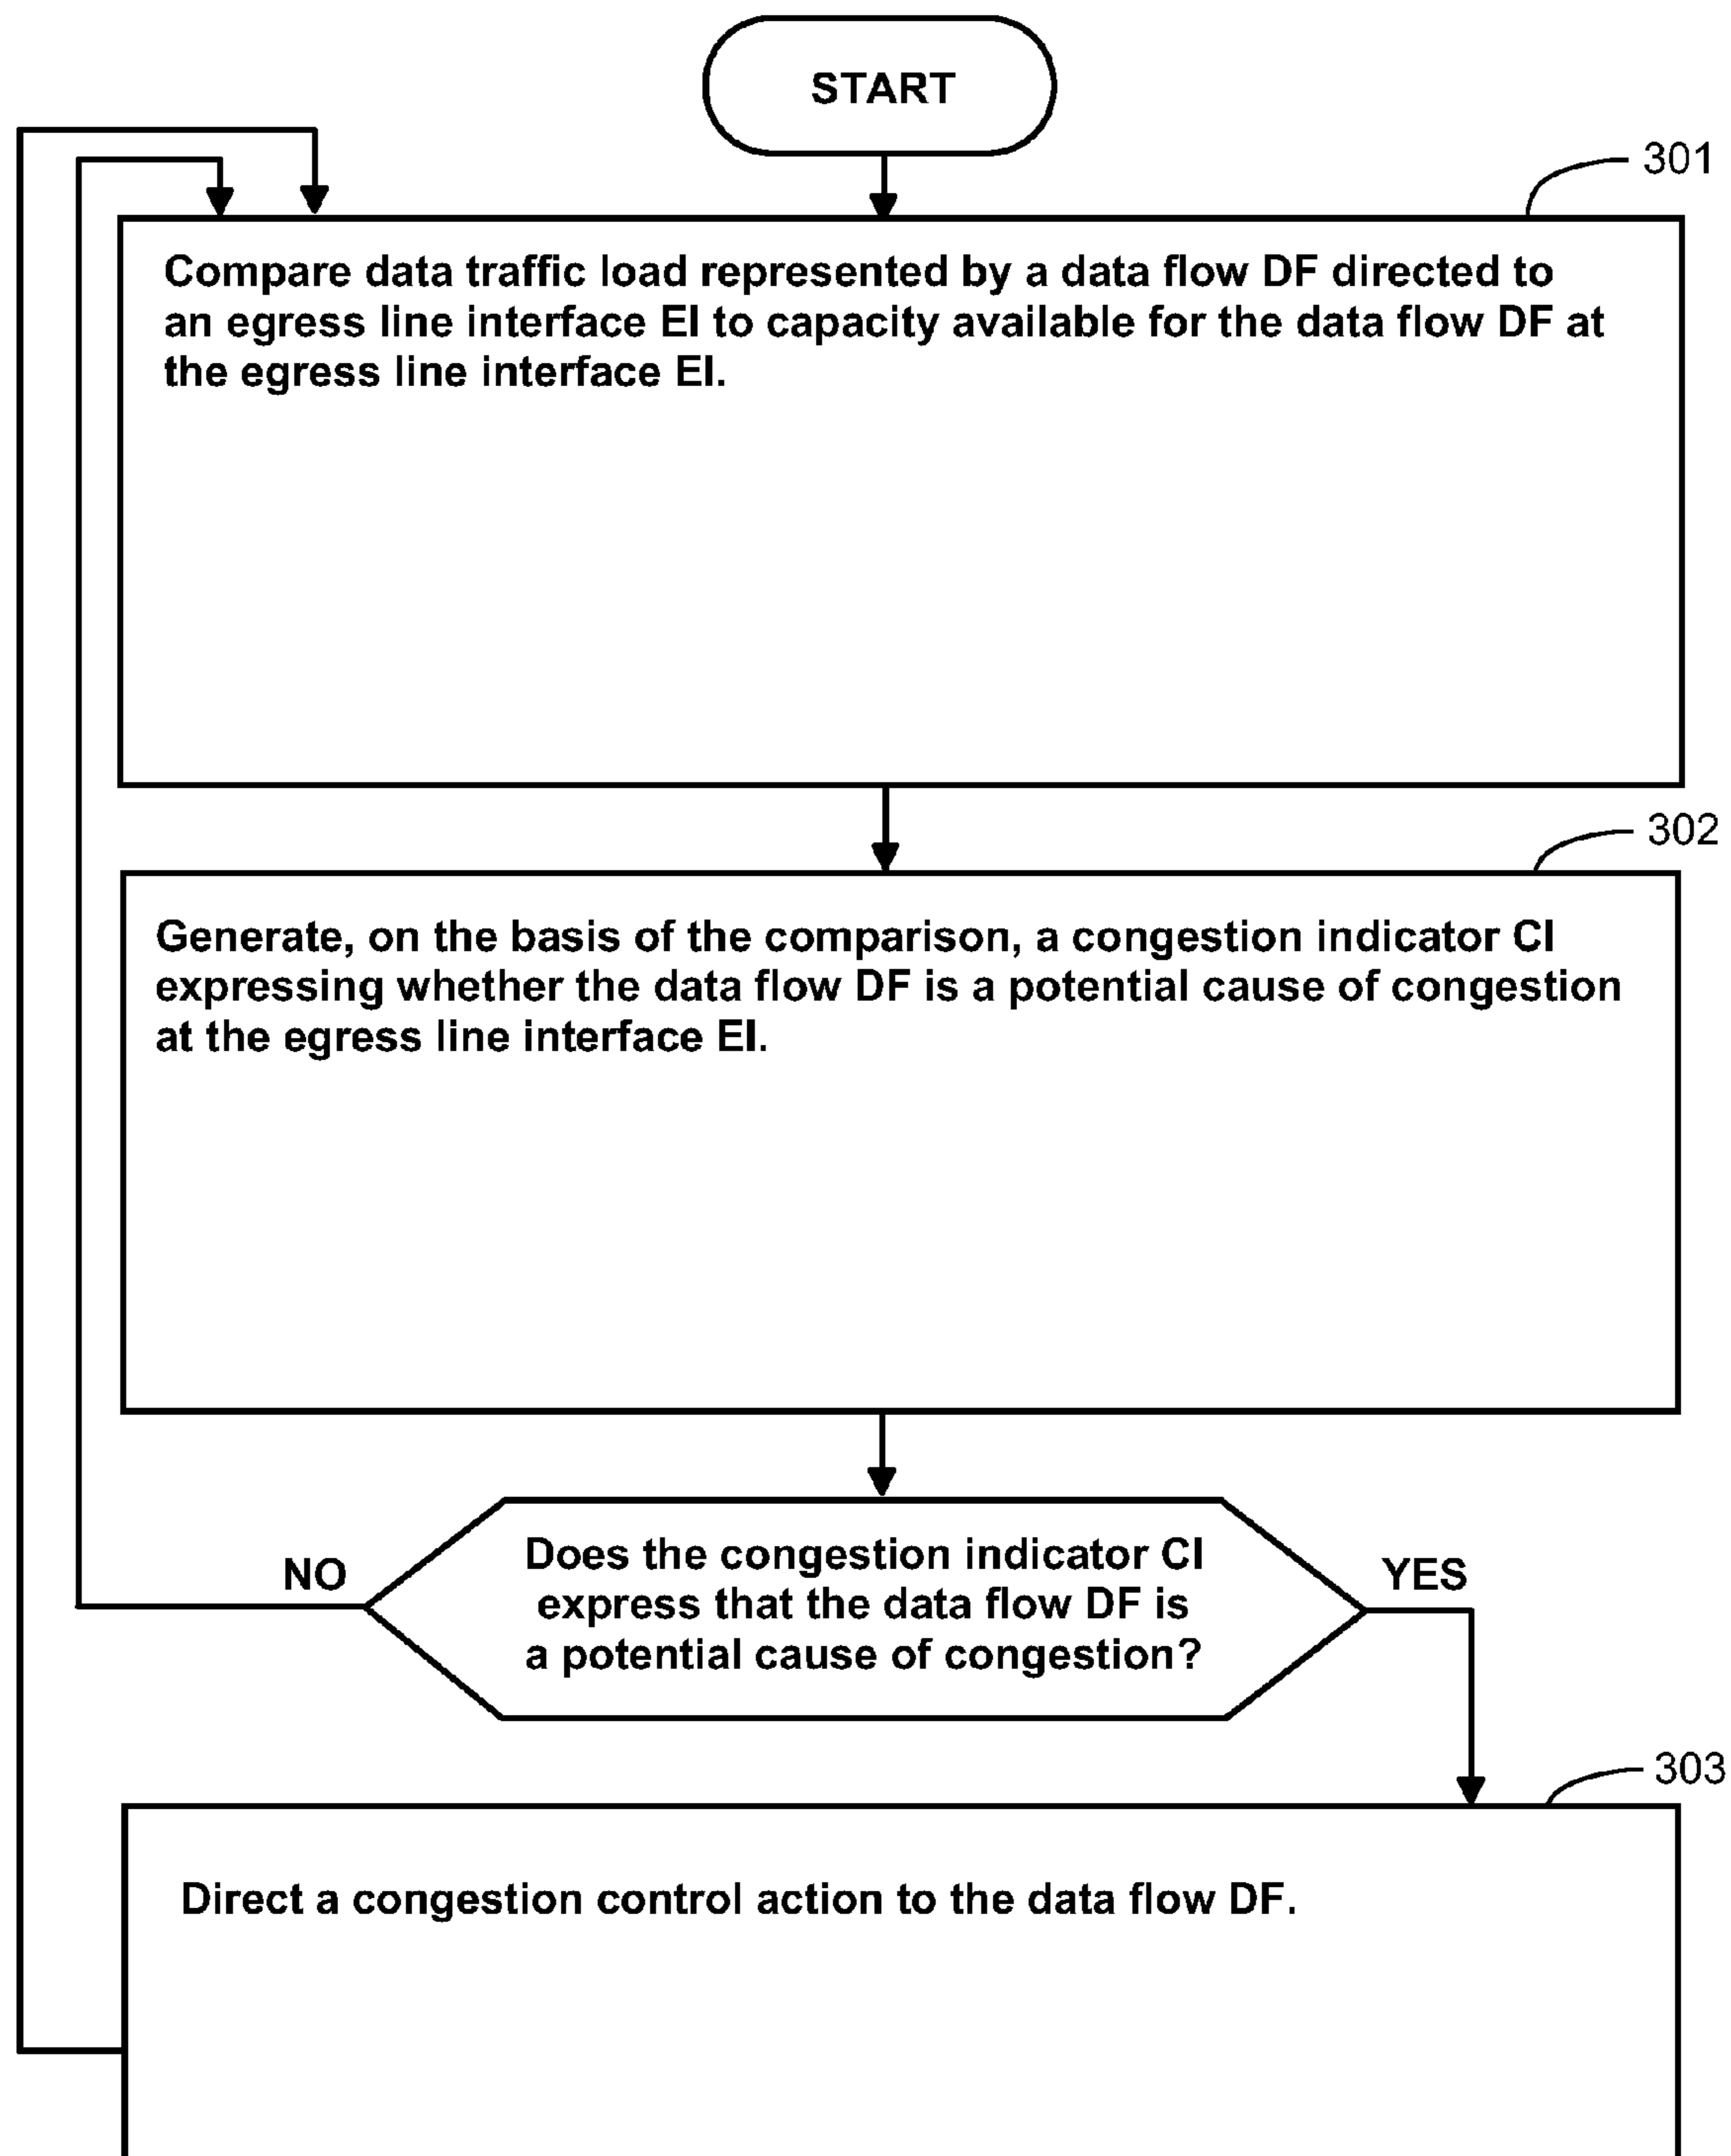 START
301
Compare data traffic load represented by a data flow DF directed to
an egress line interface EI to capacity available for the data flow DF at
the egress line interface EI.
302
Generate, on the basis of the comparison, a congestion indicator CI
expressing whether the data flow DF is a potential cause of congestion
at the egress line interface EI.
NO
Does the congestion indicator CI
express that the data flow DF is
a potential cause of congestion?
YES
303
Direct a congestion control action to the data flow DF.